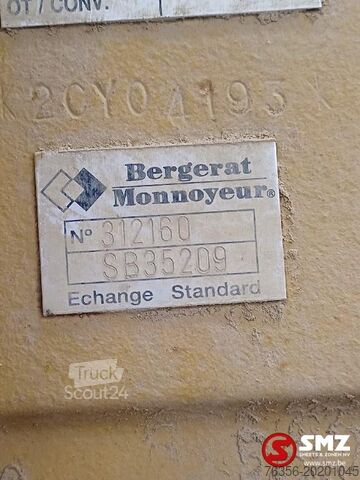 OT / CONV.
*2CY04193*
Bergerat
Monnoyeur®
N° 312160
SB35209
Echange Standard
Truck
Scout24
SMZ
SMEETS & ZONEN NV
www.smz.be
76356-20201045